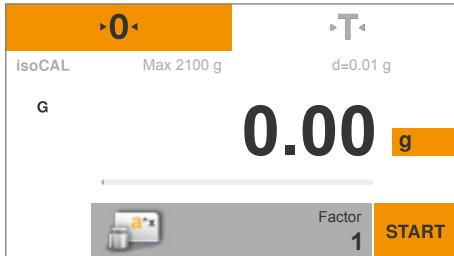 ▸0◂ ▹T◃
isoCAL Max 2100 g d=0.01 g
G
0.00 g
a+x
Factor
1
START